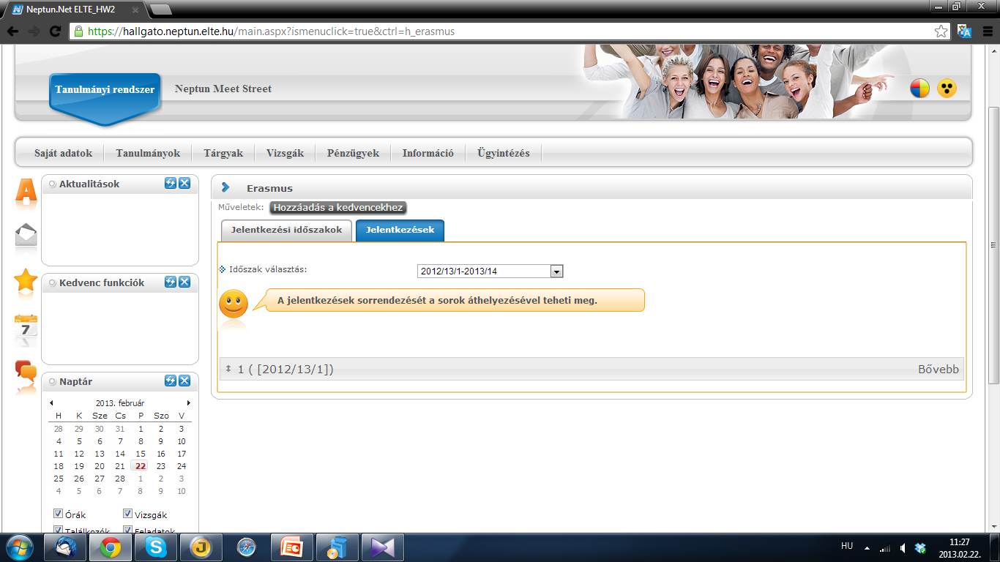 Neptun.Net ELTE_HW2
https://hallgato.neptun.elte.hu/main.aspx?ismenuclick=true&ctrl=h_erasmus
Tanulmányi rendszer
Neptun Meet Street
Saját adatok Tanulmányok Tárgyak Vizsgák Pénzügyek Információ Ügyintézés
Aktualitások
Kedvenc funkciók
7
Naptár
2013. február
H K Sze Cs P Szo V
28 29 30 31 1 2 3
4 5 6 7 8 9 10
11 12 13 14 15 16 17
18 19 20 21 22 23 24
25 26 27 28 1 2 3
4 5 6 7 8 9 10
Órák Vizsgák
Találkozók Feladatok
Erasmus
Műveletek: Hozzáadás a kedvencekhez
Jelentkezési időszakok Jelentkezések
Időszak választás: 2012/13/1-2013/14
A jelentkezések sorrendezését a sorok áthelyezésével teheti meg.
1 ( [2012/13/1]) Bővebb
HU
11:27
2013.02.22.